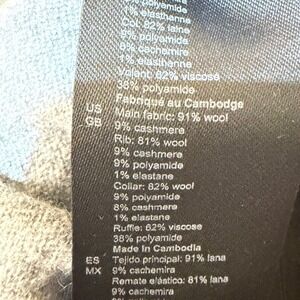 polyamide
1% elasthanne
Col: 82% laine
9% polyamide
8% cachemire
1% elasthanne
Volant: 62% viscose
38% polyamide
Fabriqué au Cambodge
US Main fabric: 91% wool
GB 9% cashmere
Rib: 81% wool
9% cashmere
9% polyamide
1% elastane
Collar: 82% wool
9% polyamide
8% cashmere
1% elastane
Ruffle: 62% viscose
38% polyamide
Made in Cambodia
ES Tejido principal: 91% lana
MX 9% cachemira
Remate elástico: 81% lana
9% cachemira